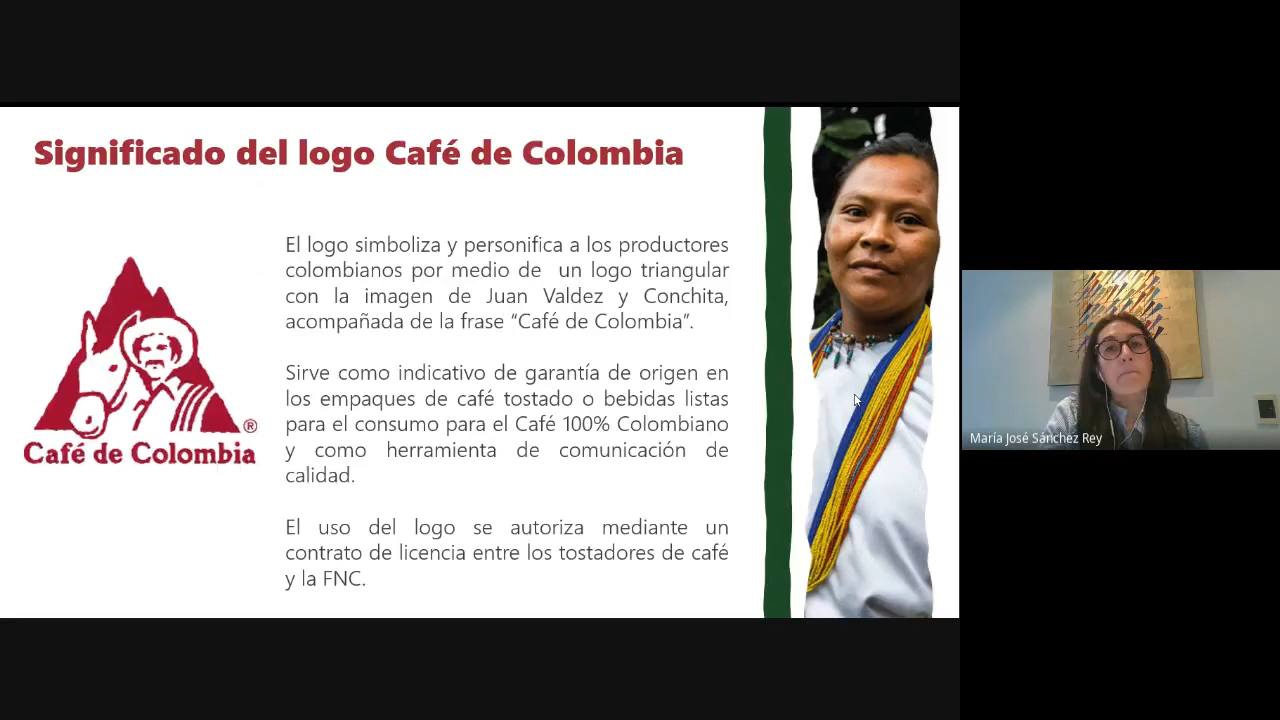 Significado del logo Café de Colombia
El logo simboliza y personifica a los productores
colombianos por medio de un logo triangular
con la imagen de Juan Valdez y Conchita,
acompañada de la frase “Café de Colombia”.
Sirve como indicativo de garantía de origen en
los empaques de café tostado o bebidas listas
para el consumo para el Café 100% Colombiano
y como herramienta de comunicación de
calidad.
El uso del logo se autoriza mediante un
contrato de licencia entre los tostadores de café
y la FNC.
®
Café de Colombia
María José Sánchez Rey